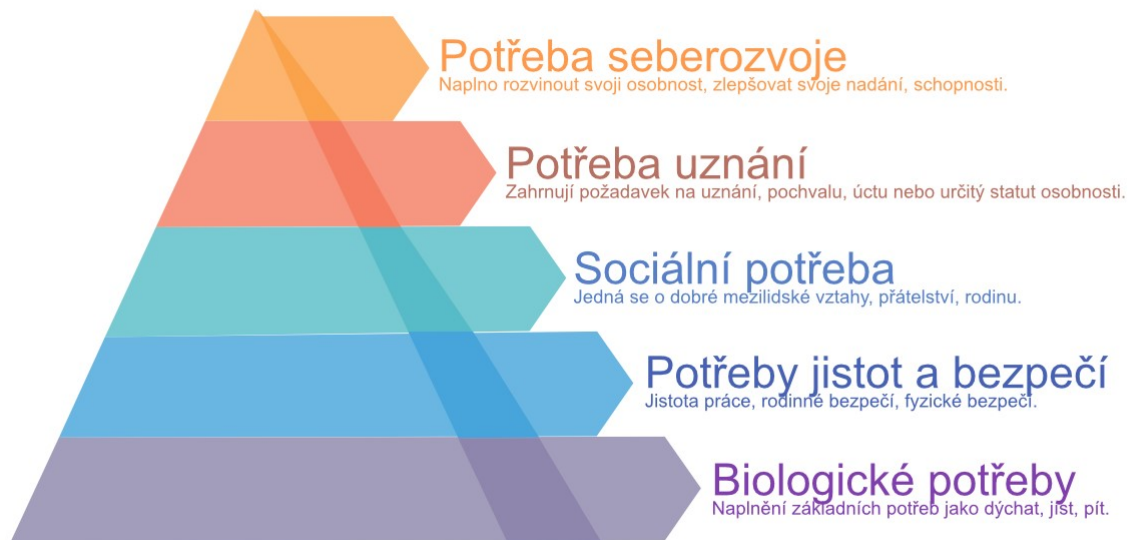 Potřeba seberozvoje
Naplno rozvinout svoji osobnost, zlepšovat svoje nadání, schopnosti.
Potřeba uznání
Zahrnují požadavek na uznání, pochvalu, úctu nebo určitý statut osobnosti.
Sociální potřeba
Jedná se o dobré mezilidské vztahy, přátelství, rodinu.
Potřeby jistot a bezpečí
Jistota práce, rodinné bezpečí, fyzické bezpečí.
Biologické potřeby
Naplnění základních potřeb jako dýchat, jíst, pít.